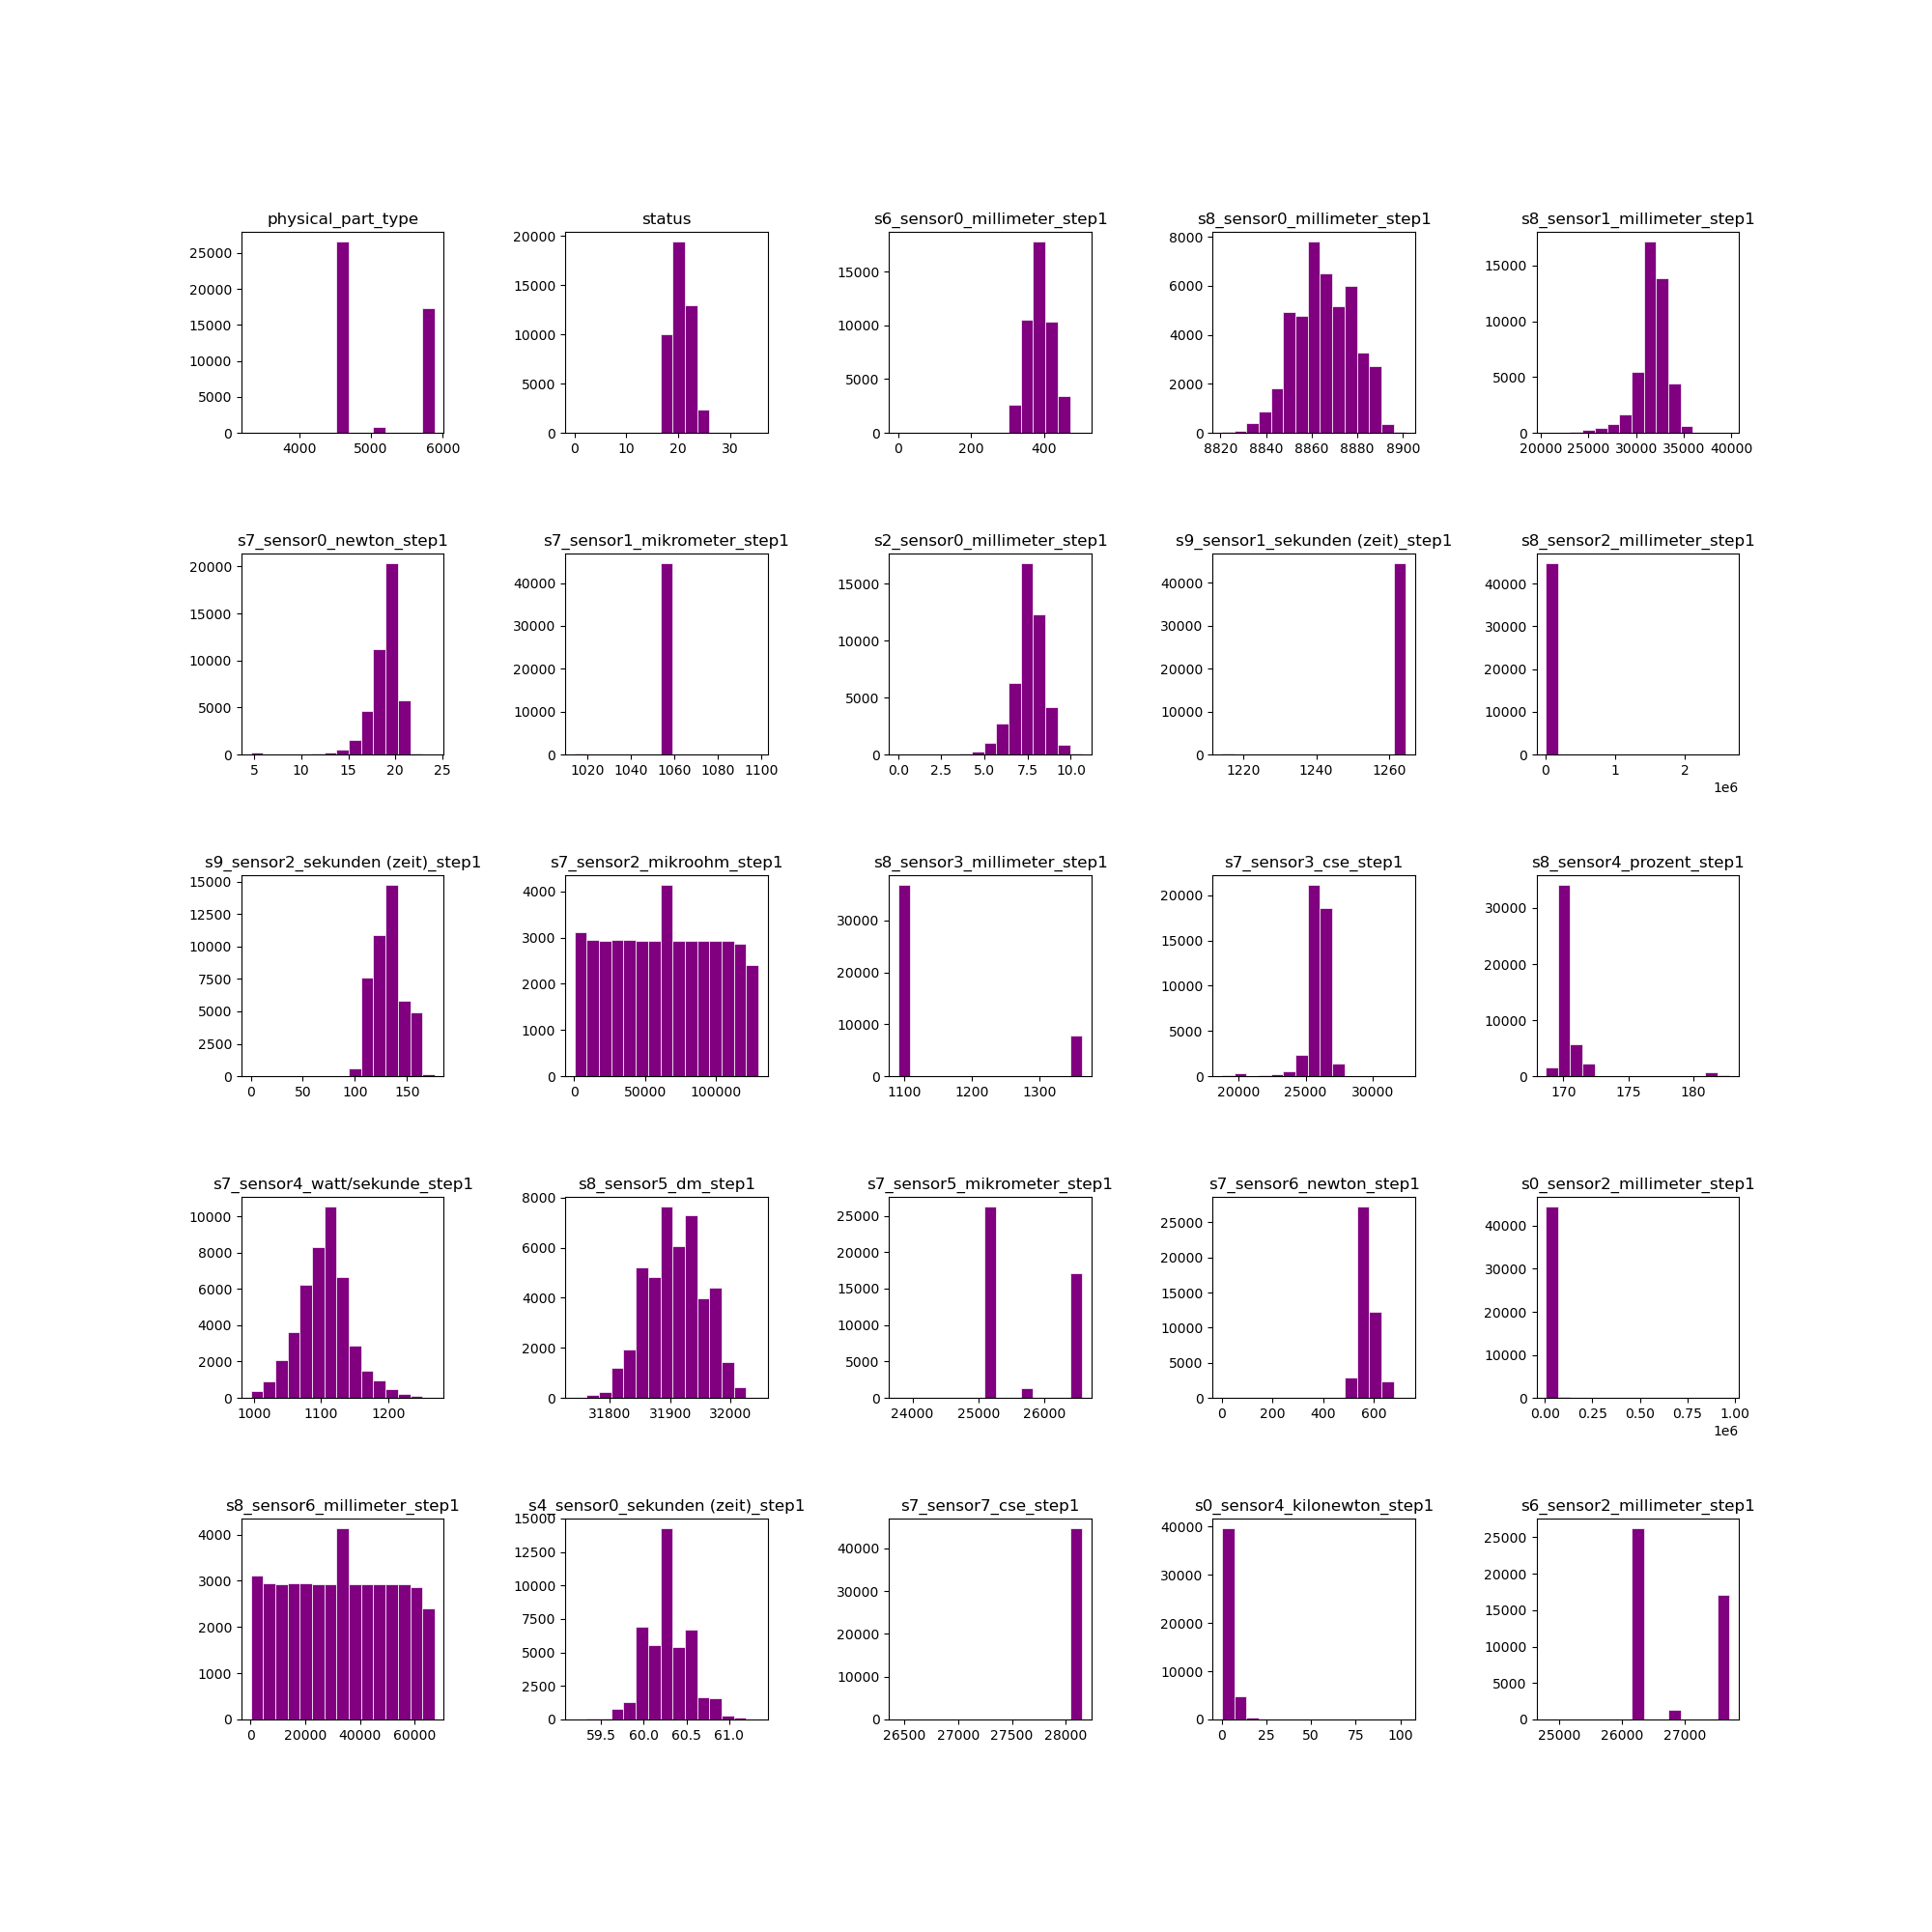 physical_part_type
status
s6_sensor0_millimeter_step1
s8_sensor0_millimeter_step1
s8_sensor1_millimeter_step1
25000
20000
15000
10000
5000
0
4000 5000 6000
20000
15000
10000
5000
0
0 10 20 30
15000
10000
5000
0
0 200 400
8000
6000
4000
2000
0
8820 8840 8860 8880 8900
15000
10000
5000
0
20000 25000 30000 35000 40000
s7_sensor0_newton_step1
s7_sensor1_mikrometer_step1
s2_sensor0_millimeter_step1
s9_sensor1_sekunden (zeit)_step1
s8_sensor2_millimeter_step1
20000
15000
10000
5000
0
5 10 15 20 25
40000
30000
20000
10000
0
1020 1040 1060 1080 1100
15000
10000
5000
0
0.0 2.5 5.0 7.5 10.0
40000
30000
20000
10000
0
1220 1240 1260
40000
30000
20000
10000
0
0 1 2
1e6
s9_sensor2_sekunden (zeit)_step1
s7_sensor2_mikroohm_step1
s8_sensor3_millimeter_step1
s7_sensor3_cse_step1
s8_sensor4_prozent_step1
15000
12500
10000
7500
5000
2500
0
0 50 100 150
4000
3000
2000
1000
0
0 50000 100000
30000
20000
10000
0
1100 1200 1300
20000
15000
10000
5000
0
20000 25000 30000
30000
20000
10000
0
170 175 180
s7_sensor4_watt/sekunde_step1
s8_sensor5_dm_step1
s7_sensor5_mikrometer_step1
s7_sensor6_newton_step1
s0_sensor2_millimeter_step1
10000
8000
6000
4000
2000
0
1000 1100 1200
8000
6000
4000
2000
0
31800 31900 32000
25000
20000
15000
10000
5000
0
24000 25000 26000
25000
20000
15000
10000
5000
0
0 200 400 600
40000
30000
20000
10000
0
0.00 0.25 0.50 0.75 1.00
1e6
s8_sensor6_millimeter_step1
s4_sensor0_sekunden (zeit)_step1
s7_sensor7_cse_step1
s0_sensor4_kilonewton_step1
s6_sensor2_millimeter_step1
4000
3000
2000
1000
0
0 20000 40000 60000
15000
12500
10000
7500
5000
2500
0
59.5 60.0 60.5 61.0
40000
30000
20000
10000
0
26500 27000 27500 28000
40000
30000
20000
10000
0
0 25 50 75 100
25000
20000
15000
10000
5000
0
25000 26000 27000